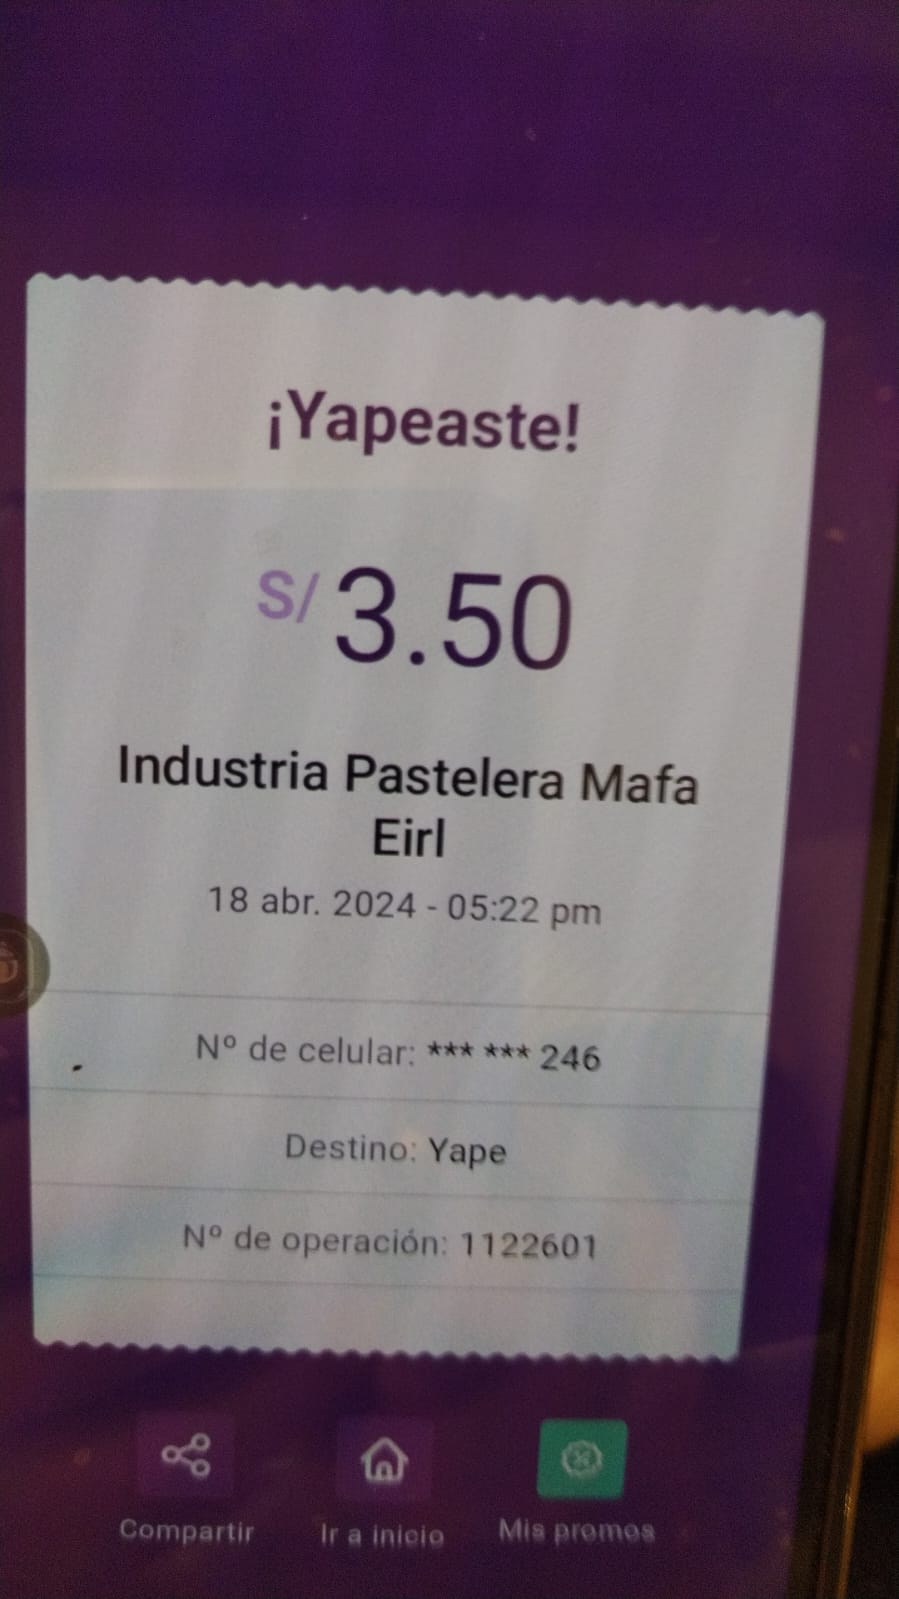 ¡Yapeaste!
S/ 3.50
Industria Pastelera Mafa
Eirl
18 abr. 2024 - 05:22 pm
Nº de celular: *** *** 246
Destino: Yape
Nº de operación: 1122601
Compartir
Ir a inicio
Mis promos